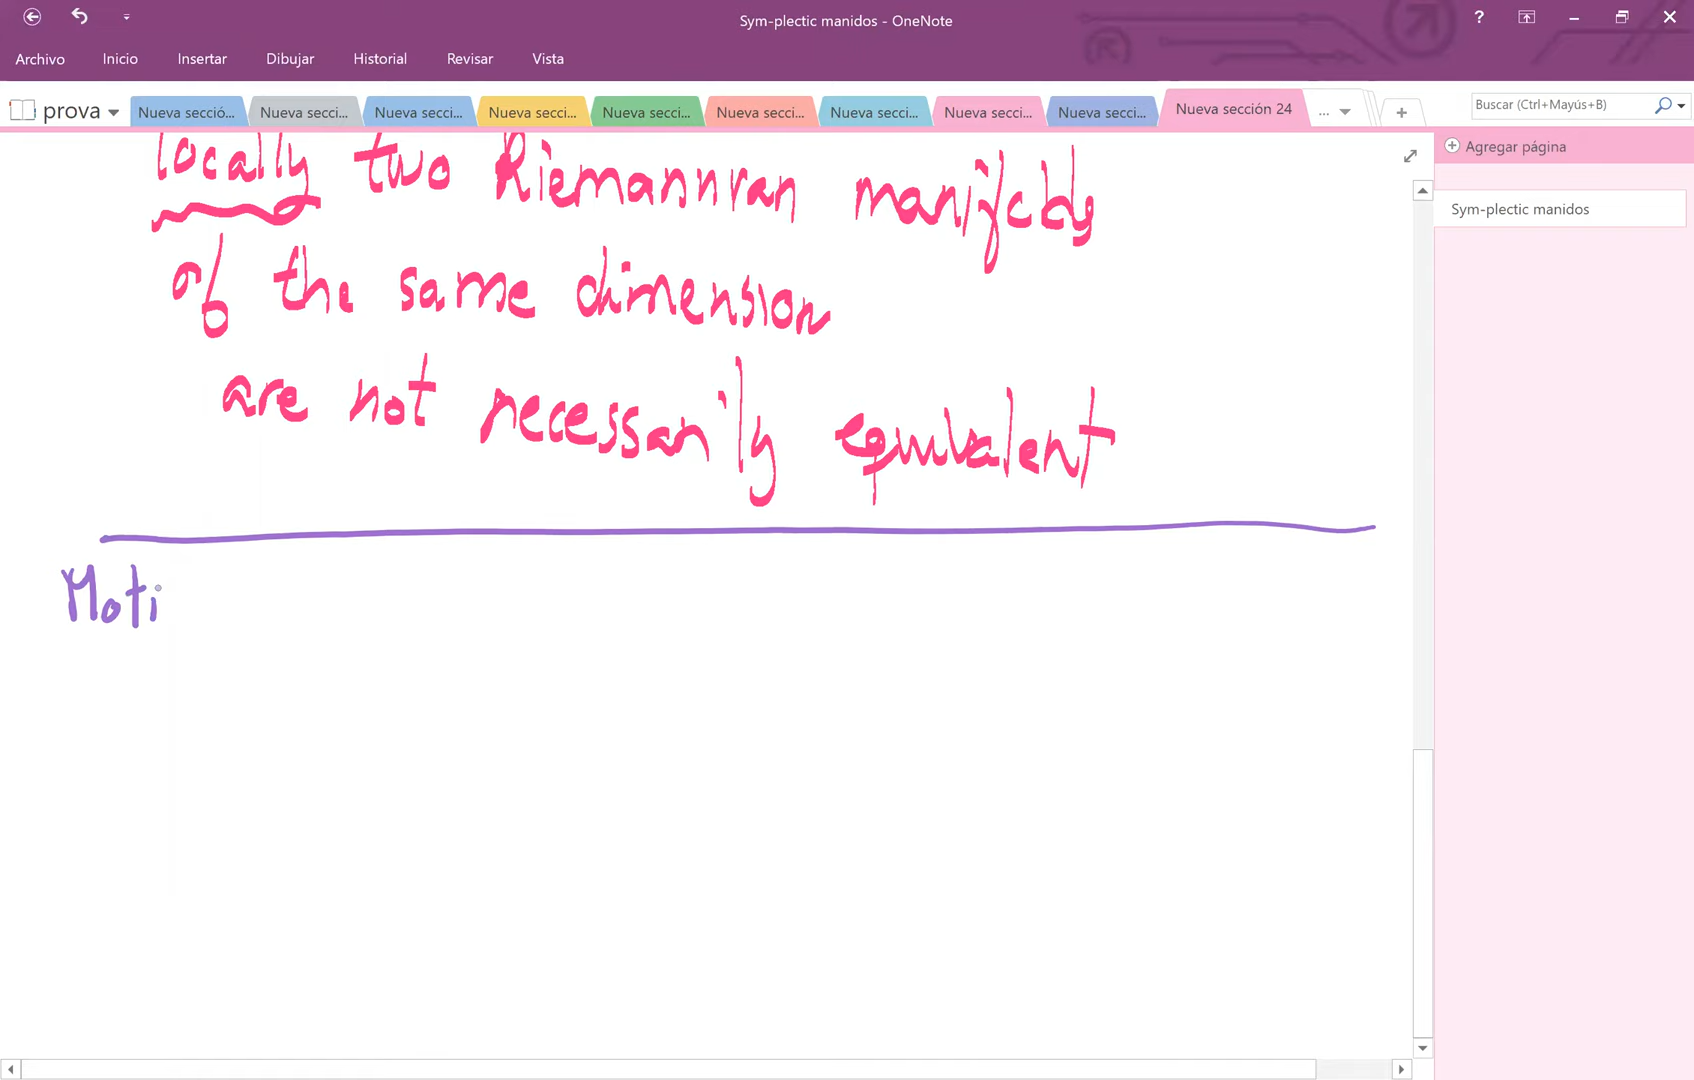 Sym-plectic manidos - OneNote
?
Archivo Inicio Insertar Dibujar Historial Revisar Vista
prova Nueva secció... Nueva secci... Nueva secci... Nueva secci... Nueva secci... Nueva secci... Nueva secci... Nueva secci... Nueva secci... Nueva sección 24 ... + Buscar (Ctrl+Mayús+B)
Agregar página
Sym-plectic manidos
locally two Riemannian manifolds
of the same dimension
are not necessarily equivalent
Moti